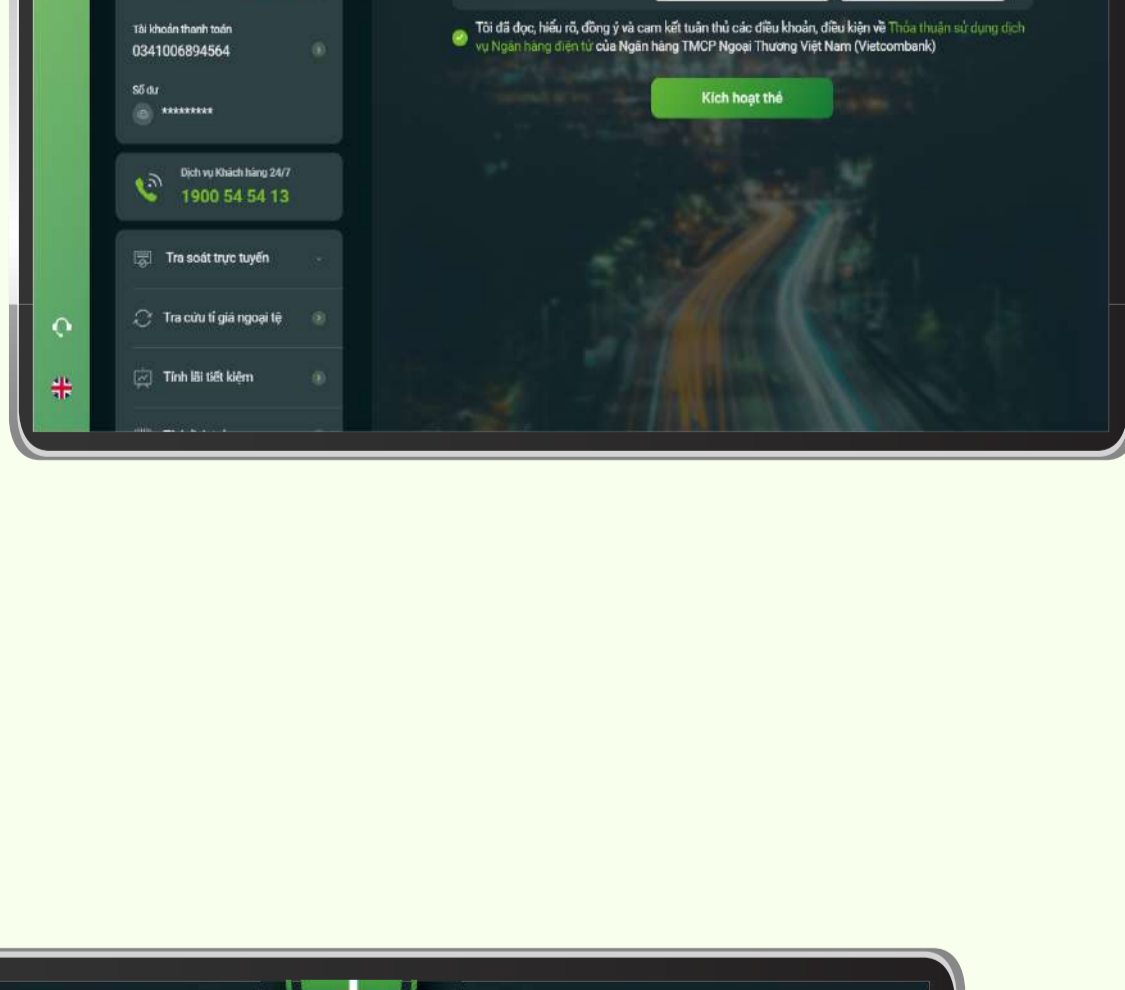 Tài khoản thanh toán
0341006894564
Số dư
*********
Dịch vụ Khách hàng 24/7
1900 54 54 13
Tra soát trực tuyến
Tra cứu tỉ giá ngoại tệ
Tính lãi tiết kiệm
Tôi đã đọc, hiểu rõ, đồng ý và cam kết tuân thủ các điều khoản, điều kiện về Thỏa thuận sử dụng dịch
vụ Ngân hàng điện tử của Ngân hàng TMCP Ngoại Thương Việt Nam (Vietcombank)
Kích hoạt thẻ